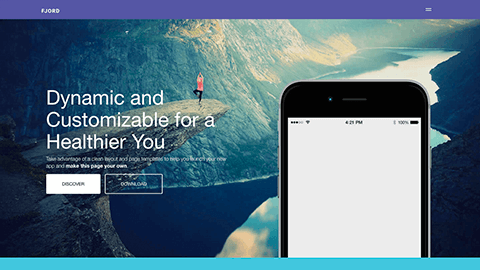 FJORD
Dynamic and
Customizable for a
Healthier You
Take advantage of a clean layout and page templates to help you launch your new
app and make this page your own.
DISCOVER
DOWNLOAD
4:21 PM
100%